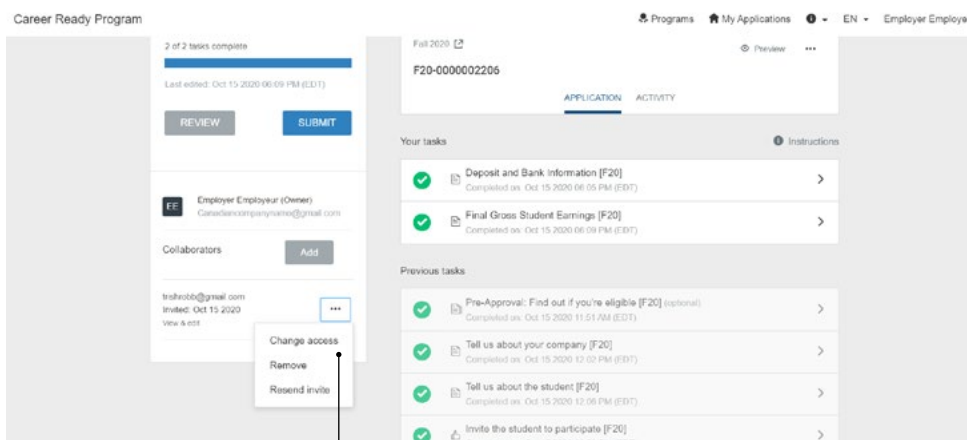 Career Ready Program
Programs My Applications EN Employer Employe
2 of 2 tasks complete
Last edited: Oct 15 2020 06:09 PM (EDT)
REVIEW SUBMIT
EE Employer Employeur (Owner)
Canadiancompanyname@gmail.com
Collaborators Add
trishrobb@gmail.com
Invited: Oct 15 2020
View & edit
...
Change access
Remove
Resend invite
Fall 2020
Preview ...
F20-0000002206
APPLICATION ACTIVITY
Your tasks Instructions
Deposit and Bank Information [F20]
Completed on: Oct 15 2020 06:05 PM (EDT)
Final Gross Student Earnings [F20]
Completed on: Oct 15 2020 06:09 PM (EDT)
Previous tasks
Pre-Approval: Find out if you're eligible [F20] (optional)
Completed on: Oct 15 2020 11:51 AM (EDT)
Tell us about your company [F20]
Completed on: Oct 15 2020 12:02 PM (EDT)
Tell us about the student [F20]
Completed on: Oct 15 2020 12:06 PM (EDT)
Invite the student to participate [F20]